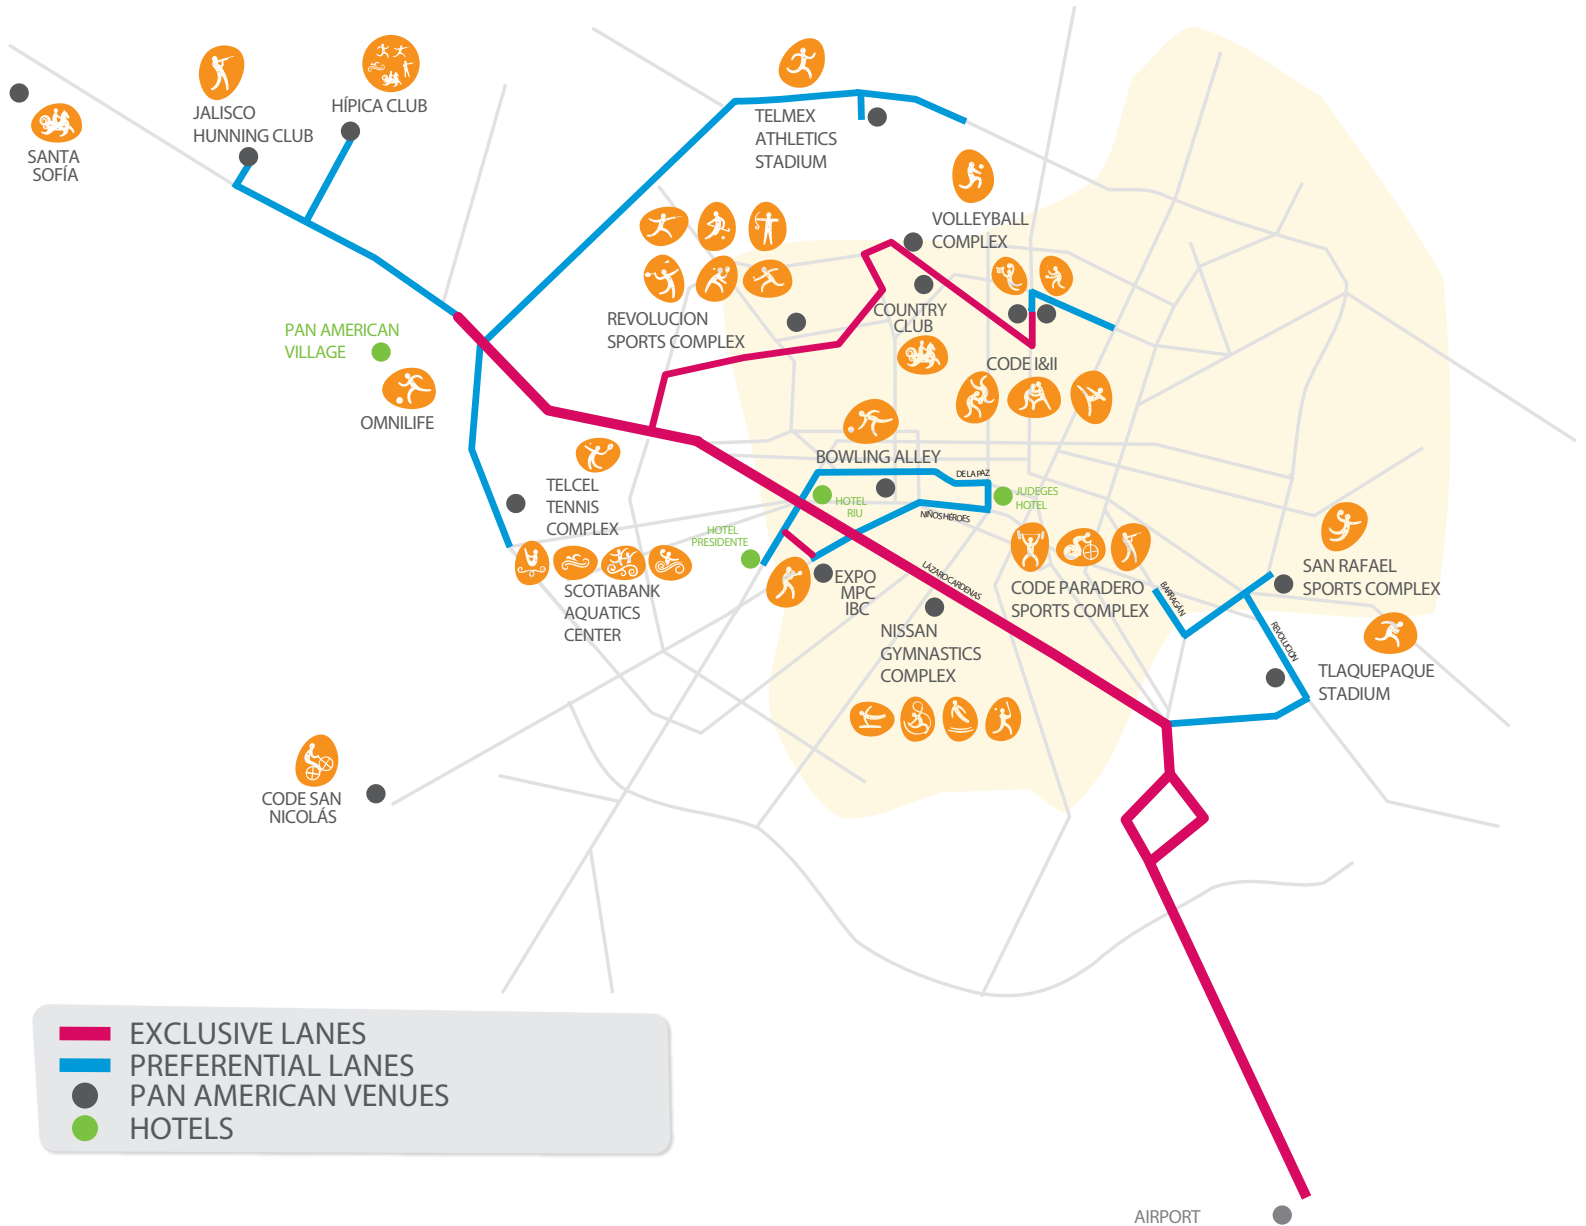 JALISCO
HUNNING CLUB
HÍPICA CLUB
SANTA
SOFÍA
TELMEX
ATHLETICS
STADIUM
VOLLEYBALL
COMPLEX
REVOLUCION
SPORTS COMPLEX
COUNTRY
CLUB
CODE I&II
PAN AMERICAN
VILLAGE
OMNILIFE
BOWLING ALLEY
DE LA PAZ
TELCEL
TENNIS
COMPLEX
HOTEL
RIU
NIÑOS HÉROES
JUDEGES
HOTEL
HOTEL
PRESIDENTE
SCOTIABANK
AQUATICS
CENTER
EXPO
MPC
IBC
LÁZARO CARDENAS
NISSAN
GYMNASTICS
COMPLEX
CODE PARADERO
SPORTS COMPLEX
BARRAGÁN
SAN RAFAEL
SPORTS COMPLEX
REVOLUCIÓN
TLAQUEPAQUE
STADIUM
CODE SAN
NICOLÁS
EXCLUSIVE LANES
PREFERENTIAL LANES
PAN AMERICAN VENUES
HOTELS
AIRPORT